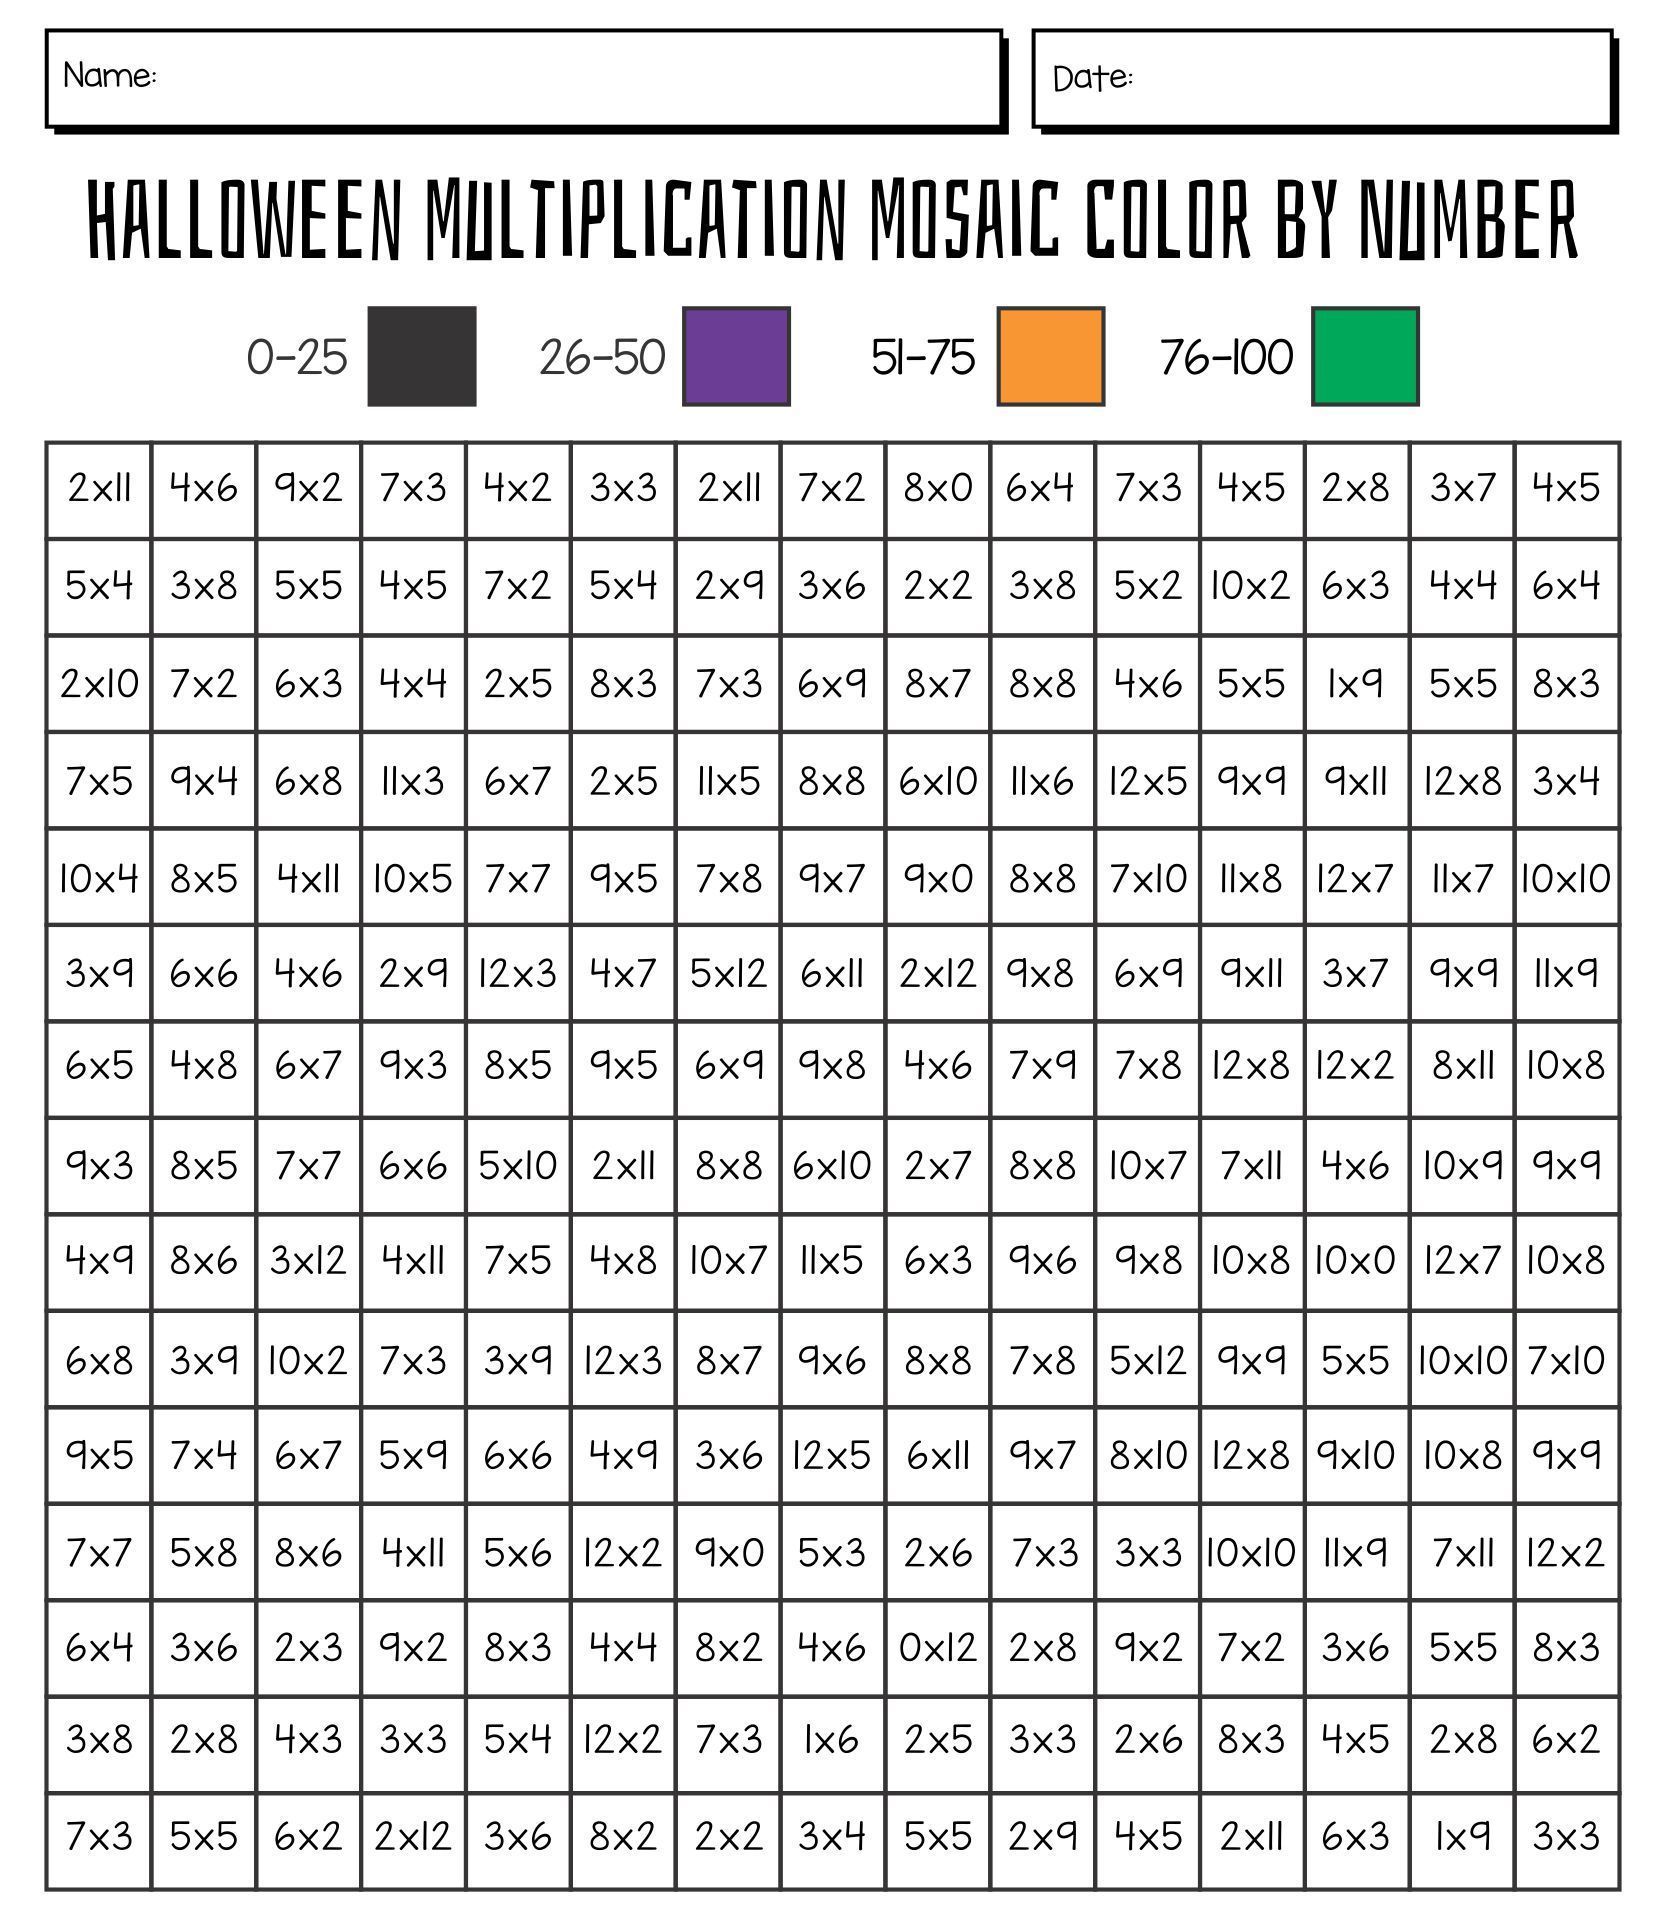 Name:
Date:
HALLOWEEN MULTIPLICATION MOSAIC COLOR BY NUMBER
0-25 26-50 51-75 76-100
2x11 4x6 9x2 7x3 4x2 3x3 2x11 7x2 8x0 6x4 7x3 4x5 2x8 3x7 4x5
5x4 3x8 5x5 4x5 7x2 5x4 2x9 3x6 2x2 3x8 5x2 10x2 6x3 4x4 6x4
2x10 7x2 6x3 4x4 2x5 8x3 7x3 6x9 8x7 8x8 4x6 5x5 1x9 5x5 8x3
7x5 9x4 6x8 11x3 6x7 2x5 11x5 8x8 6x10 11x6 12x5 9x9 9x11 12x8 3x4
10x4 8x5 4x11 10x5 7x7 9x5 7x8 9x7 9x0 8x8 7x10 11x8 12x7 11x7 10x10
3x9 6x6 4x6 2x9 12x3 4x7 5x12 6x11 2x12 9x8 6x9 9x11 3x7 9x9 11x9
6x5 4x8 6x7 9x3 8x5 9x5 6x9 9x8 4x6 7x9 7x8 12x8 12x2 8x11 10x8
9x3 8x5 7x7 6x6 5x10 2x11 8x8 6x10 2x7 8x8 10x7 7x11 4x6 10x9 9x9
4x9 8x6 3x12 4x11 7x5 4x8 10x7 11x5 6x3 9x6 9x8 10x8 10x0 12x7 10x8
6x8 3x9 10x2 7x3 3x9 12x3 8x7 9x6 8x8 7x8 5x12 9x9 5x5 10x10 7x10
9x5 7x4 6x7 5x9 6x6 4x9 3x6 12x5 6x11 9x7 8x10 12x8 9x10 10x8 9x9
7x7 5x8 8x6 4x11 5x6 12x2 9x0 5x3 2x6 7x3 3x3 10x10 11x9 7x11 12x2
6x4 3x6 2x3 9x2 8x3 4x4 8x2 4x6 0x12 2x8 9x2 7x2 3x6 5x5 8x3
3x8 2x8 4x3 3x3 5x4 12x2 7x3 1x6 2x5 3x3 2x6 8x3 4x5 2x8 6x2
7x3 5x5 6x2 2x12 3x6 8x2 2x2 3x4 5x5 2x9 4x5 2x11 6x3 1x9 3x3